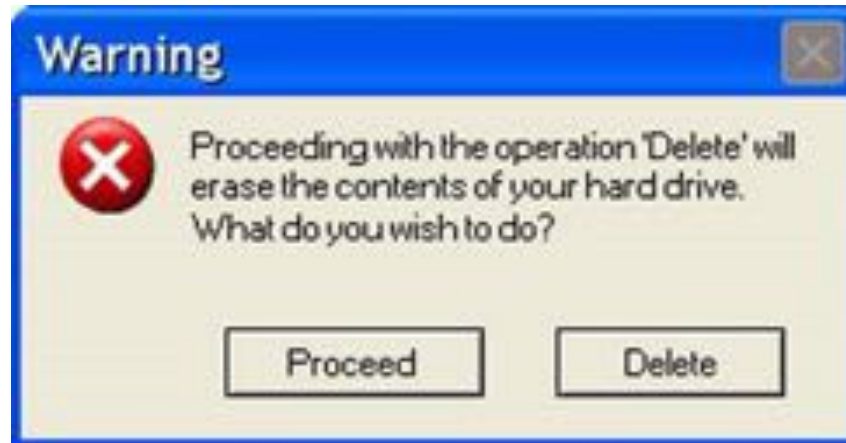 Warning
Proceeding with the operation 'Delete' will
erase the contents of your hard drive.
What do you wish to do?
Proceed
Delete